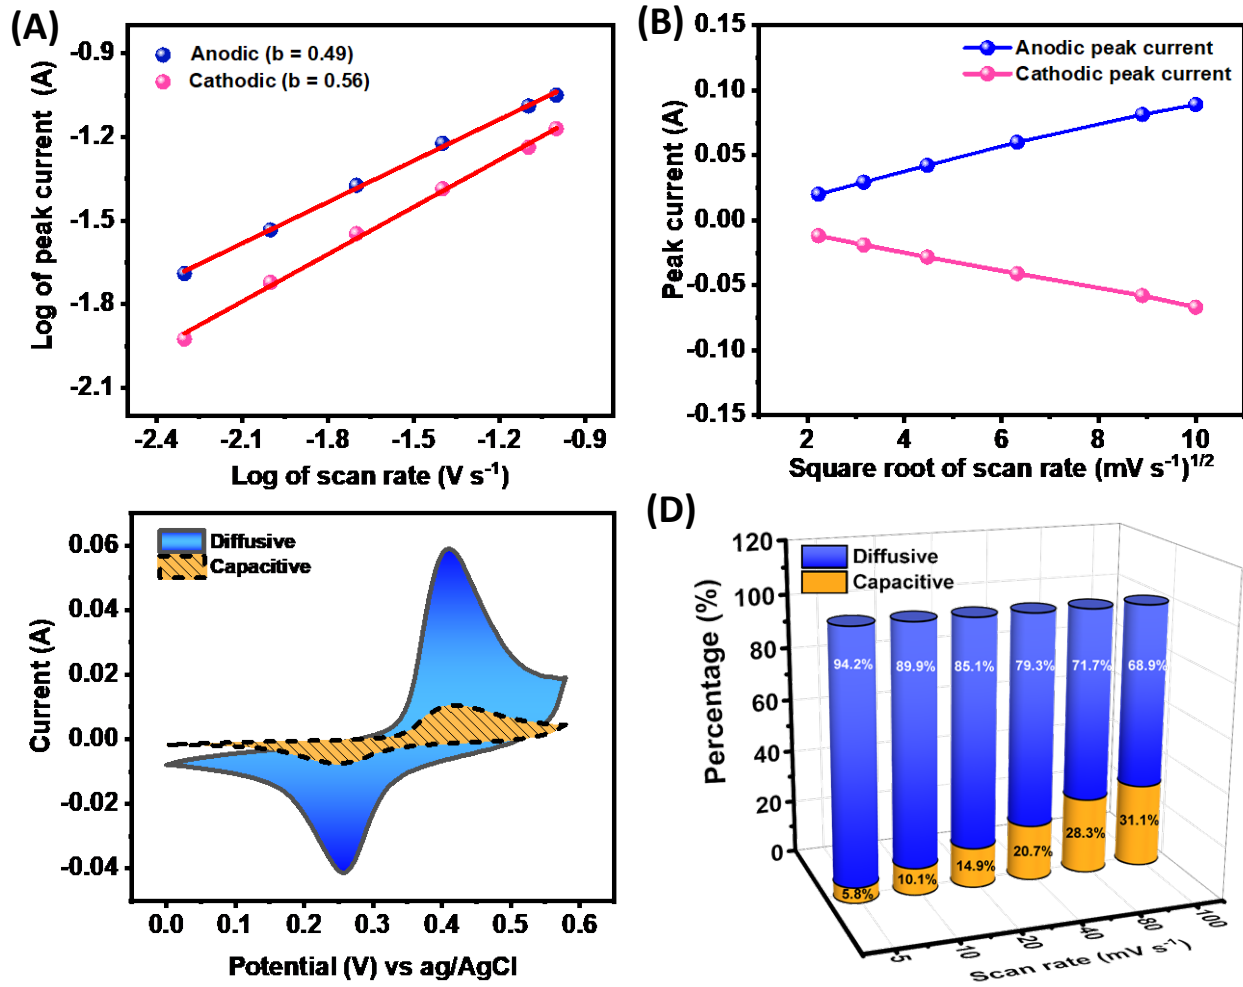 (A)
Anodic (b = 0.49)
Cathodic (b = 0.56)
Log of peak current (A)
-0.9
-1.2
-1.5
-1.8
-2.1
-2.4 -2.1 -1.8 -1.5 -1.2 -0.9
Log of scan rate (V s⁻¹)
(B)
Anodic peak current
Cathodic peak current
Peak current (A)
0.15
0.10
0.05
0.00
-0.05
-0.10
-0.15
2 4 6 8 10
Square root of scan rate (mV s⁻¹)¹/²
Diffusive
Capacitive
Current (A)
0.06
0.04
0.02
0.00
-0.02
-0.04
0.0 0.1 0.2 0.3 0.4 0.5 0.6
Potential (V) vs ag/AgCl
(D)
Diffusive
Capacitive
Percentage (%)
120
100
80
60
40
20
0
94.2% 89.9% 85.1% 79.3% 71.7% 68.9%
5.8% 10.1% 14.9% 20.7% 28.3% 31.1%
5 10 20 40 80 100
Scan rate (mV s⁻¹)